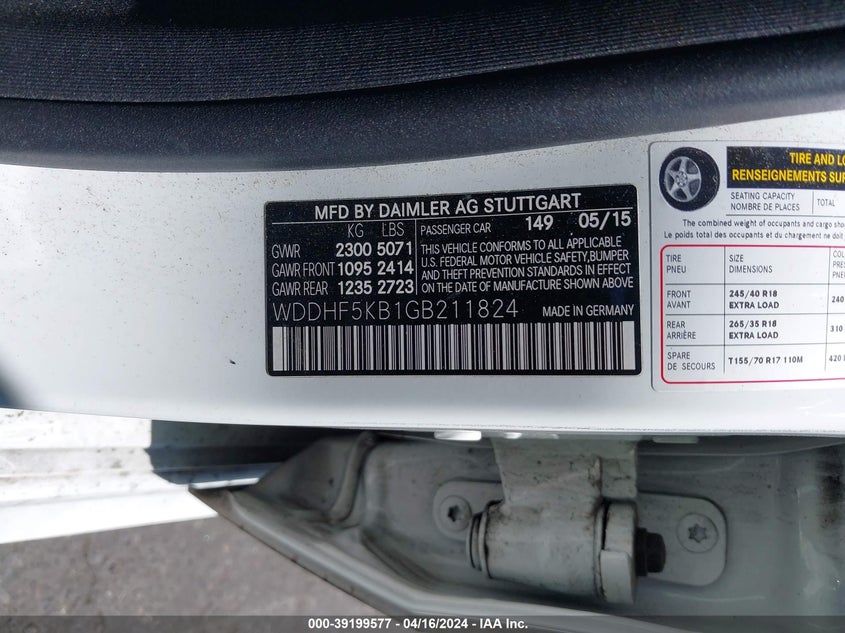 MFD BY DAIMLER AG STUTTGART
KG LBS
PASSENGER CAR 149 05/15
GVWR 2300 5071
GAWR FRONT 1095 2414
GAWR REAR 1235 2723
THIS VEHICLE CONFORMS TO ALL APPLICABLE
U.S. FEDERAL MOTOR VEHICLE SAFETY,BUMPER
AND THEFT PREVENTION STANDARDS IN EFFECT
ON THE DATE OF MANUFACTURE SHOWN ABOVE
WDDHF5KB1GB211824
MADE IN GERMANY
TIRE AND
RENSEIGNEMENTS
SEATING CAPACITY
NOMBRE DE PLACES
TOTAL
The combined weight of occupants and cargo
Le poids total des occupants et du chargement ne doit
TIRE
PNEU
SIZE
DIMENSIONS
FRONT
AVANT
245/40 R18
EXTRA LOAD
240
REAR
ARRIÈRE
265/35 R18
EXTRA LOAD
310
SPARE
DE SECOURS
T155/70 R17 110M
420
000-39199577 - 04/16/2024 - IAA Inc.